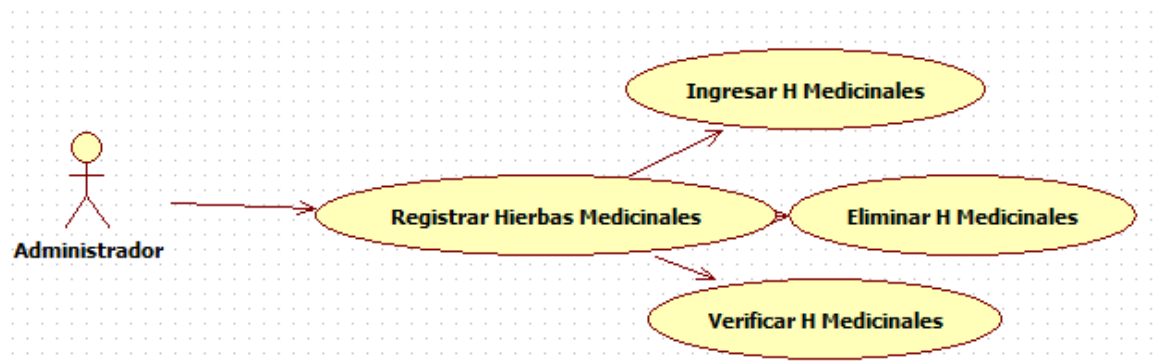 Ingresar H Medicinales
Registrar Hierbas Medicinales
Eliminar H Medicinales
Administrador
Verificar H Medicinales